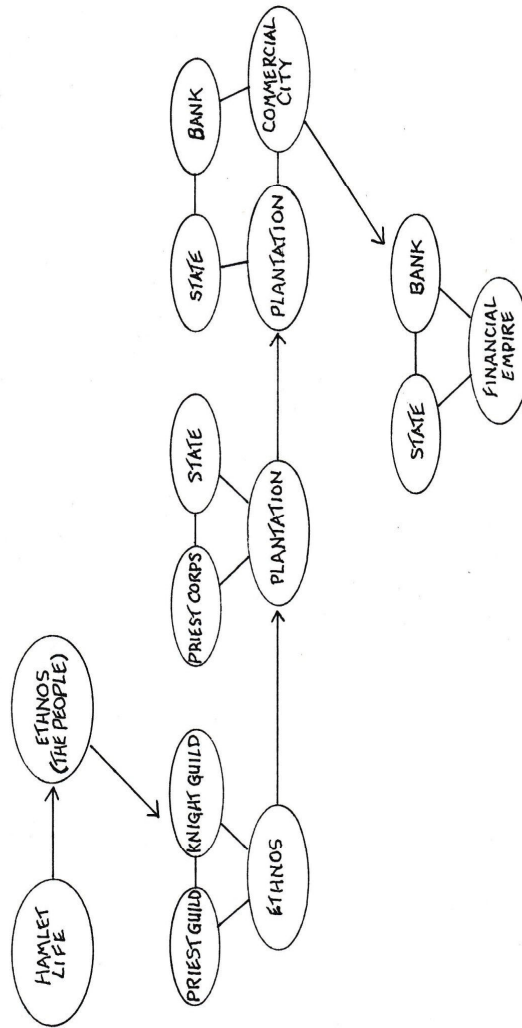 HAMLET
LIFE
ETHNOS
(THE PEOPLE)
PRIEST GUILD
KNIGHT GUILD
ETHNOS
PRIEST CORPS
STATE
PLANTATION
STATE
BANK
PLANTATION
COMMERCIAL
CITY
STATE
BANK
FINANCIAL
EMPIRE